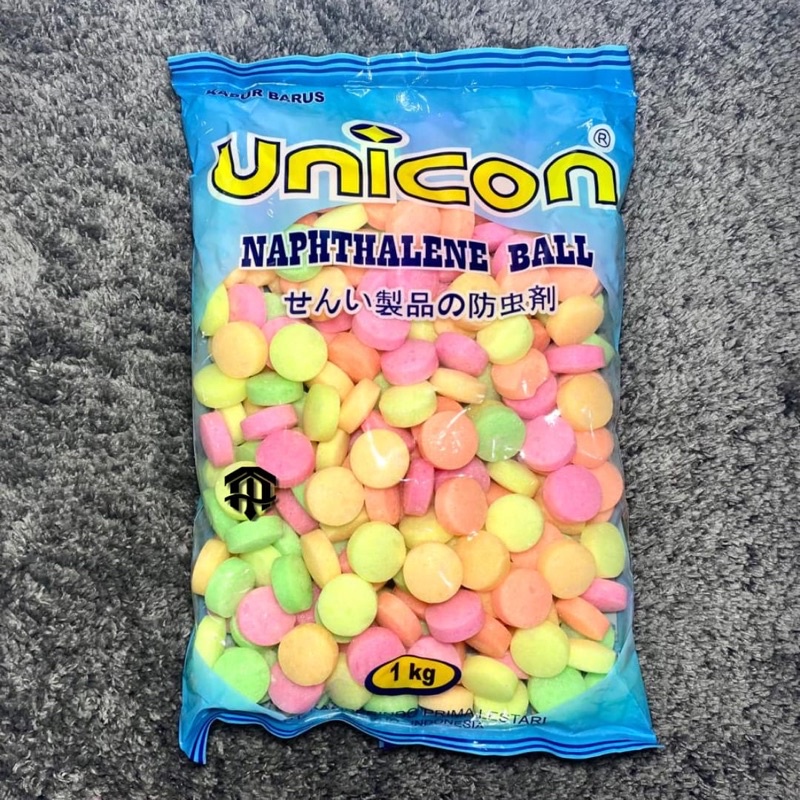 KAPUR BARUS
unicon ®
NAPHTHALENE BALL
せんい製品の防虫剤
1 kg
PRIMA LESTARI
INDONESIA